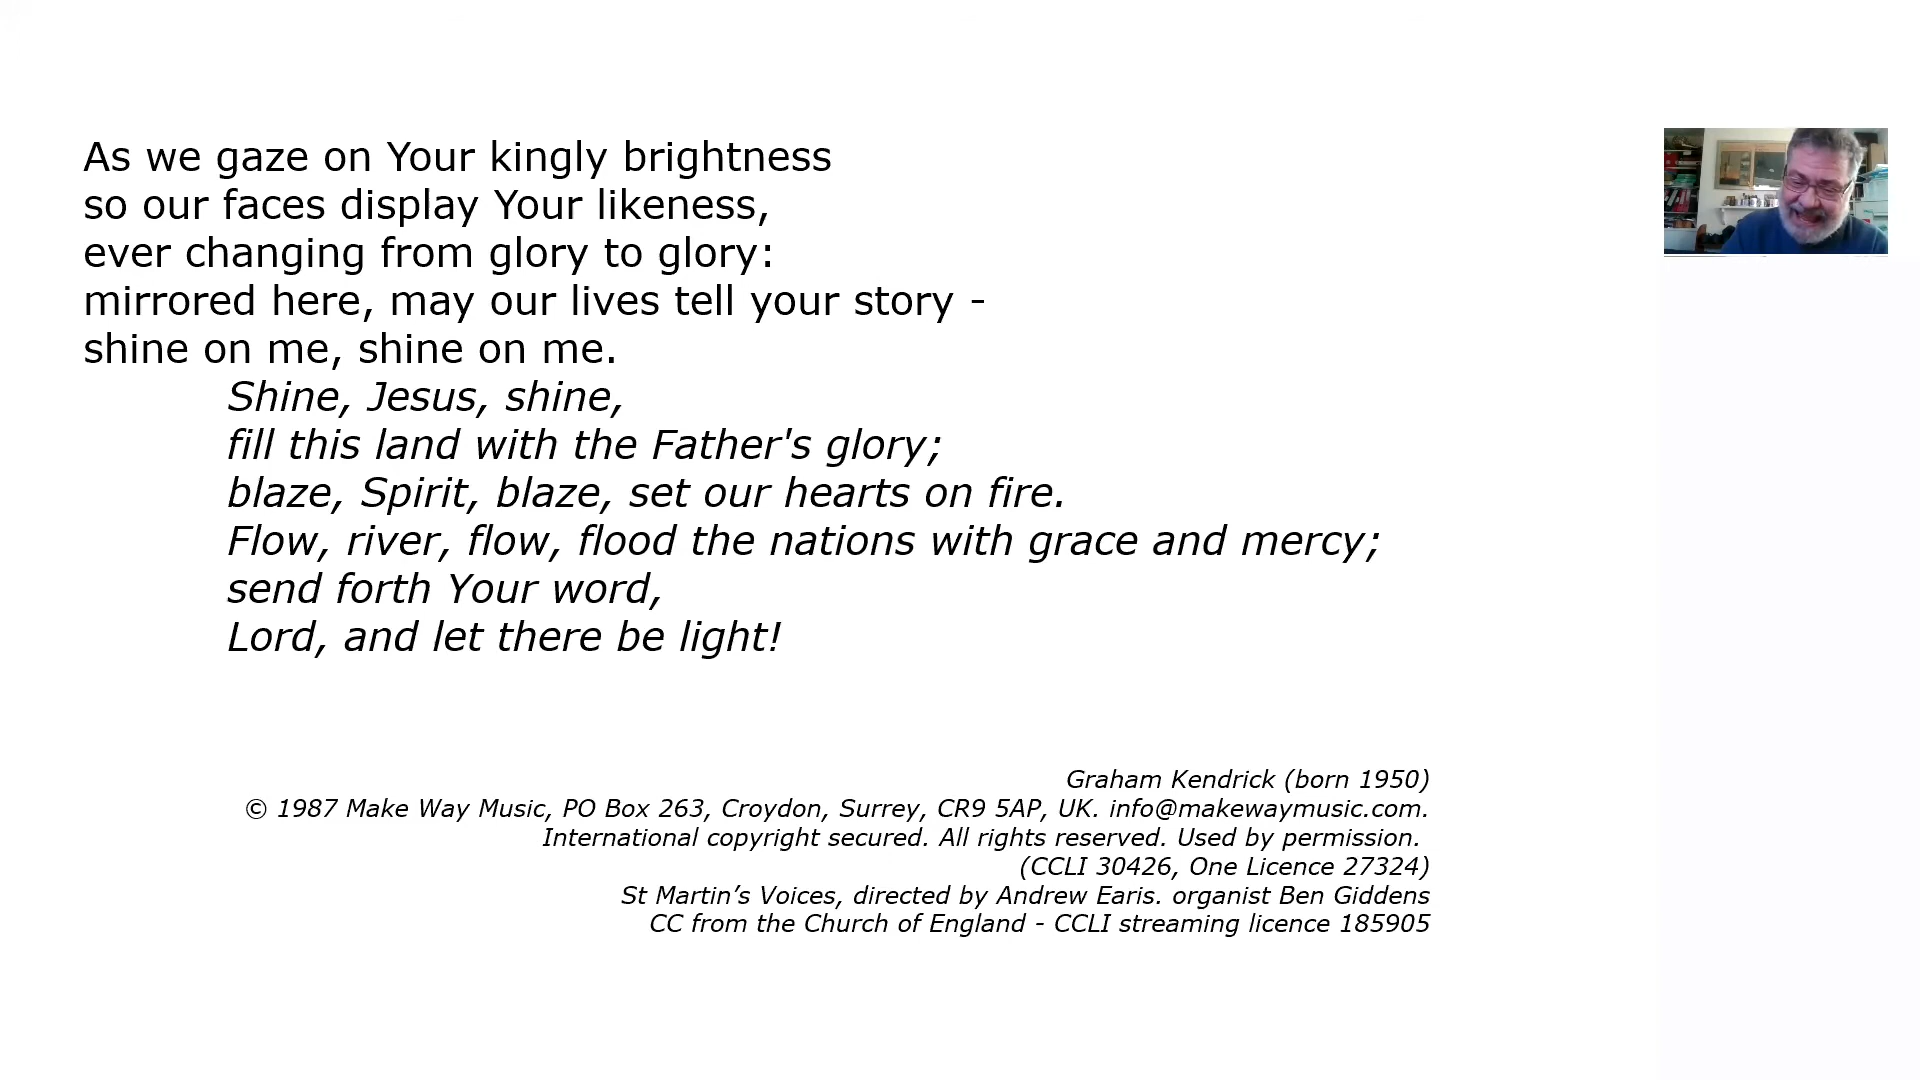 As we gaze on Your kingly brightness
so our faces display Your likeness,
ever changing from glory to glory:
mirrored here, may our lives tell your story -
shine on me, shine on me.
Shine, Jesus, shine,
fill this land with the Father's glory;
blaze, Spirit, blaze, set our hearts on fire.
Flow, river, flow, flood the nations with grace and mercy;
send forth Your word,
Lord, and let there be light!
Graham Kendrick (born 1950)
© 1987 Make Way Music, PO Box 263, Croydon, Surrey, CR9 5AP, UK. info@makewaymusic.com.
International copyright secured. All rights reserved. Used by permission.
(CCLI 30426, One Licence 27324)
St Martin’s Voices, directed by Andrew Earis. organist Ben Giddens
CC from the Church of England - CCLI streaming licence 185905